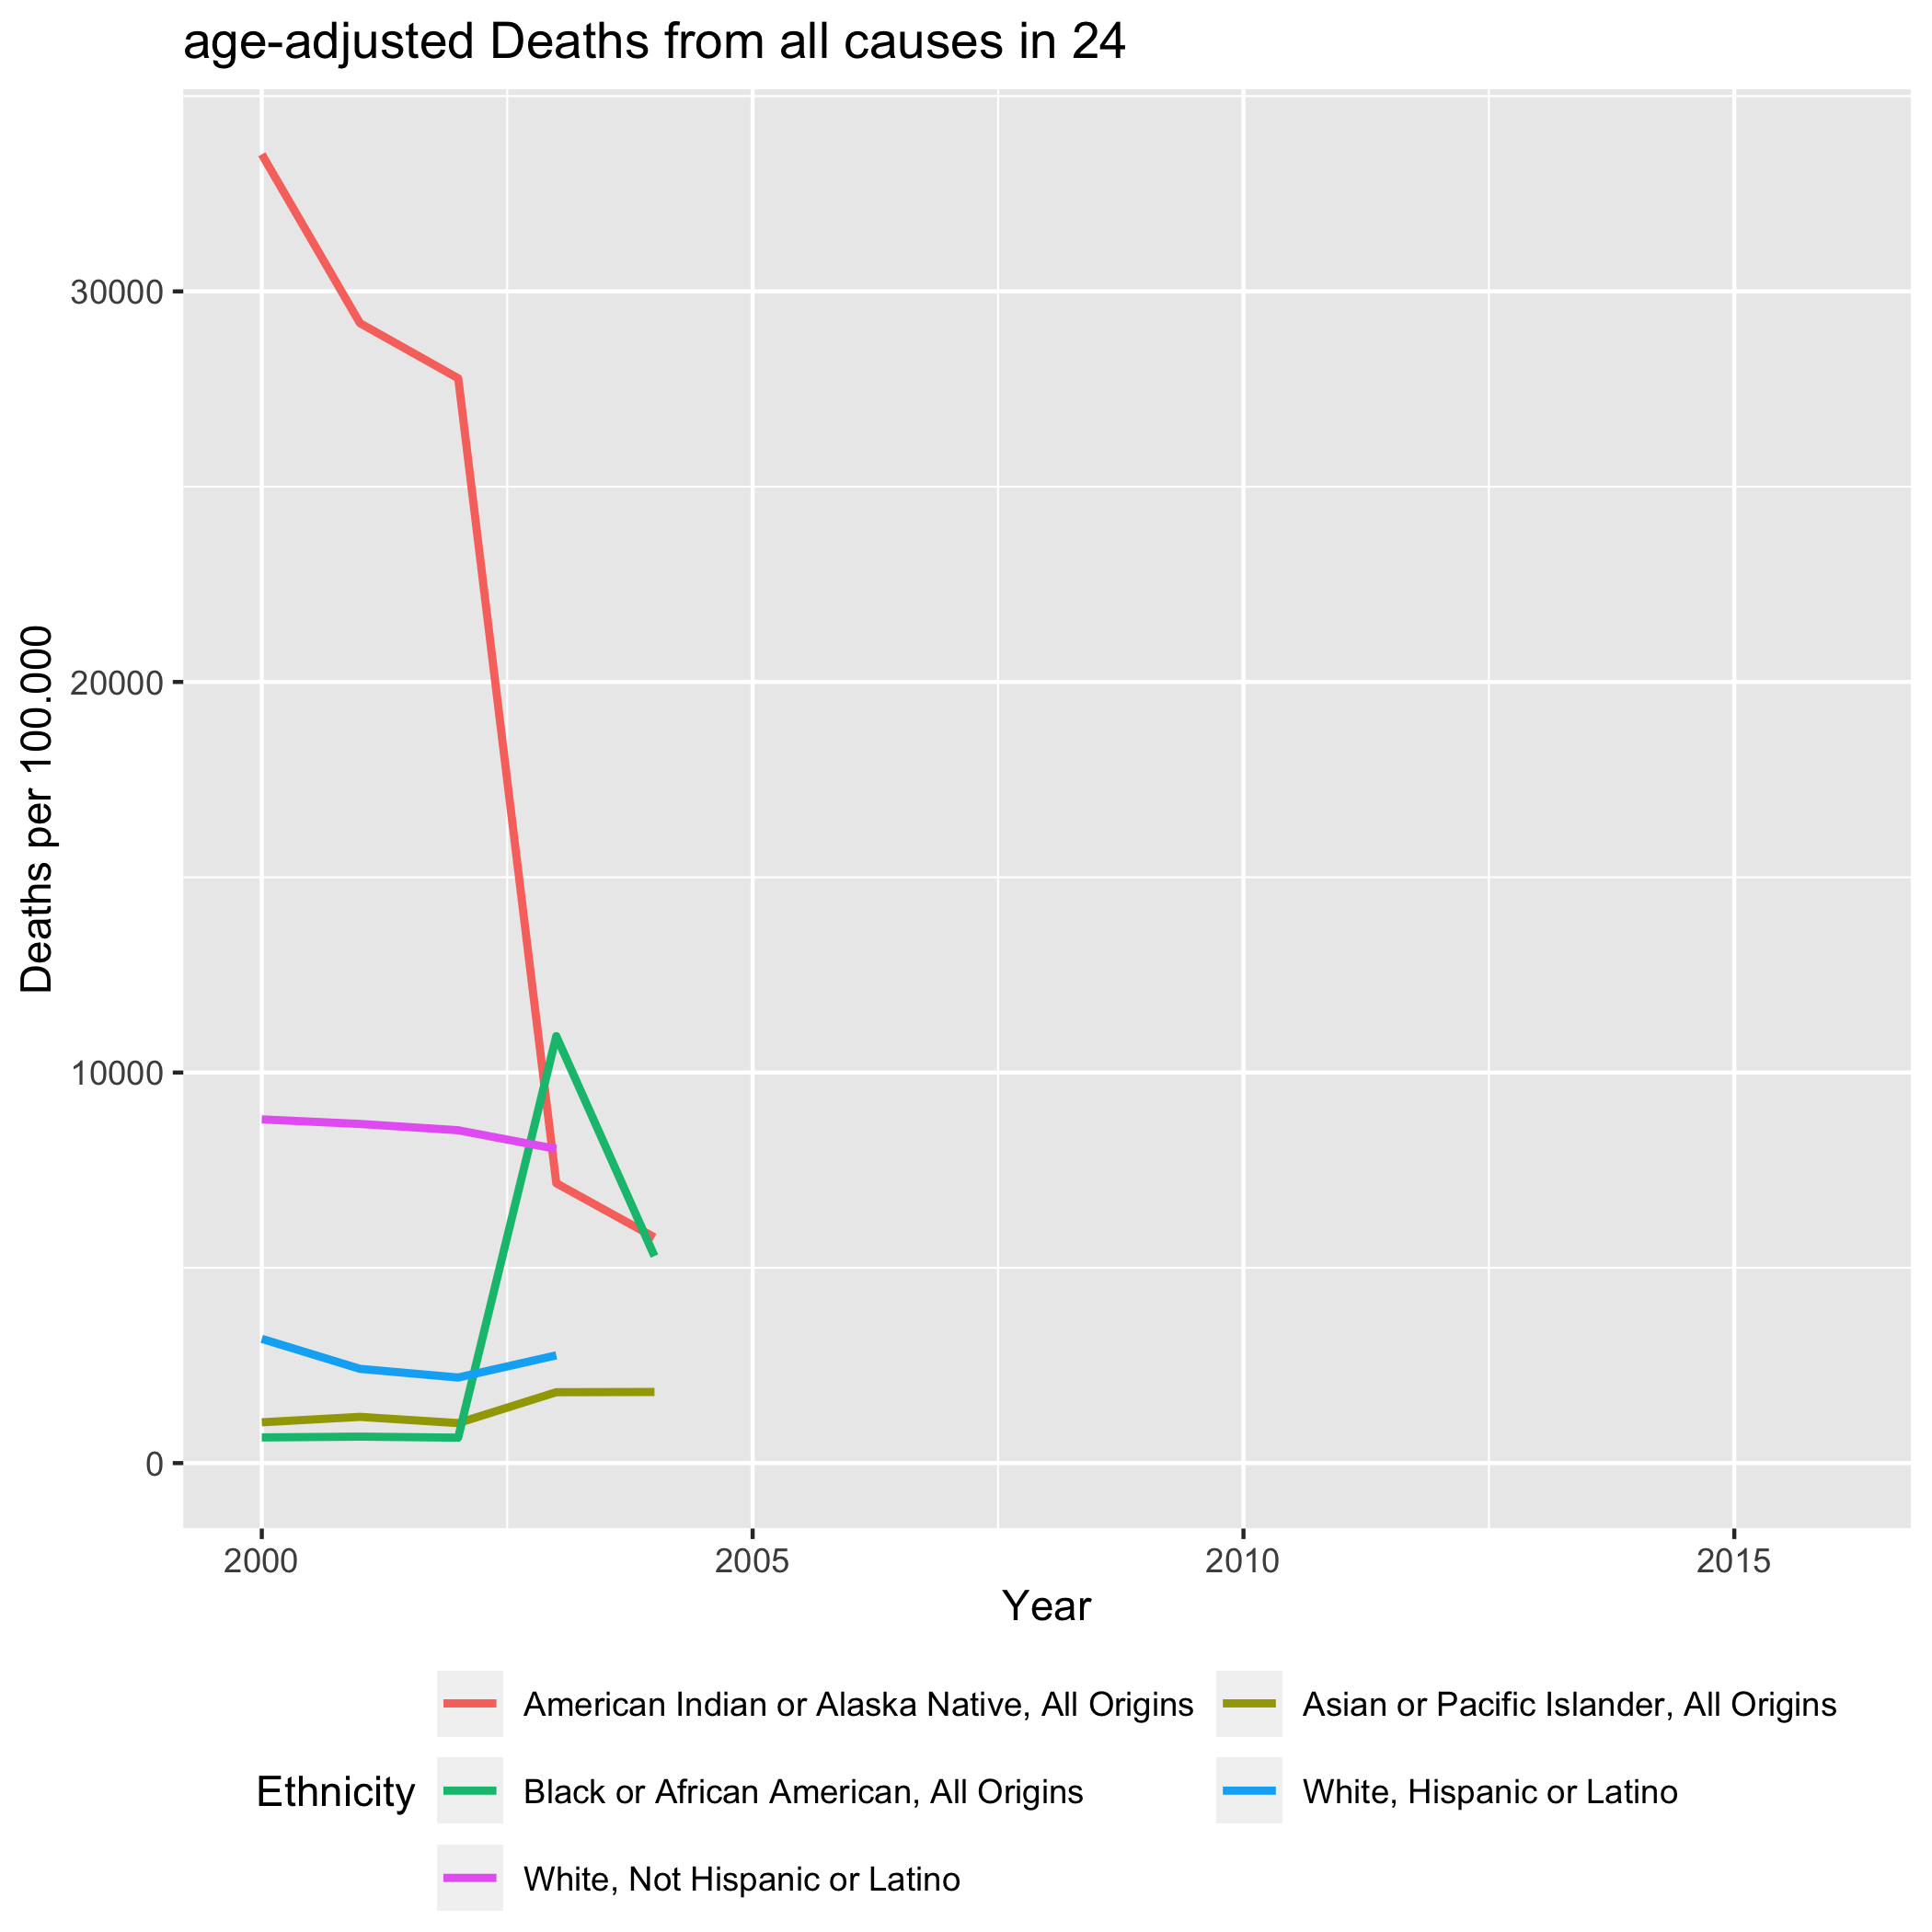 age-adjusted Deaths from all causes in 24
Deaths per 100.000
30000
20000
10000
0
2000 2005 2010 2015
Year
Ethnicity
American Indian or Alaska Native, All Origins
Asian or Pacific Islander, All Origins
Black or African American, All Origins
White, Hispanic or Latino
White, Not Hispanic or Latino